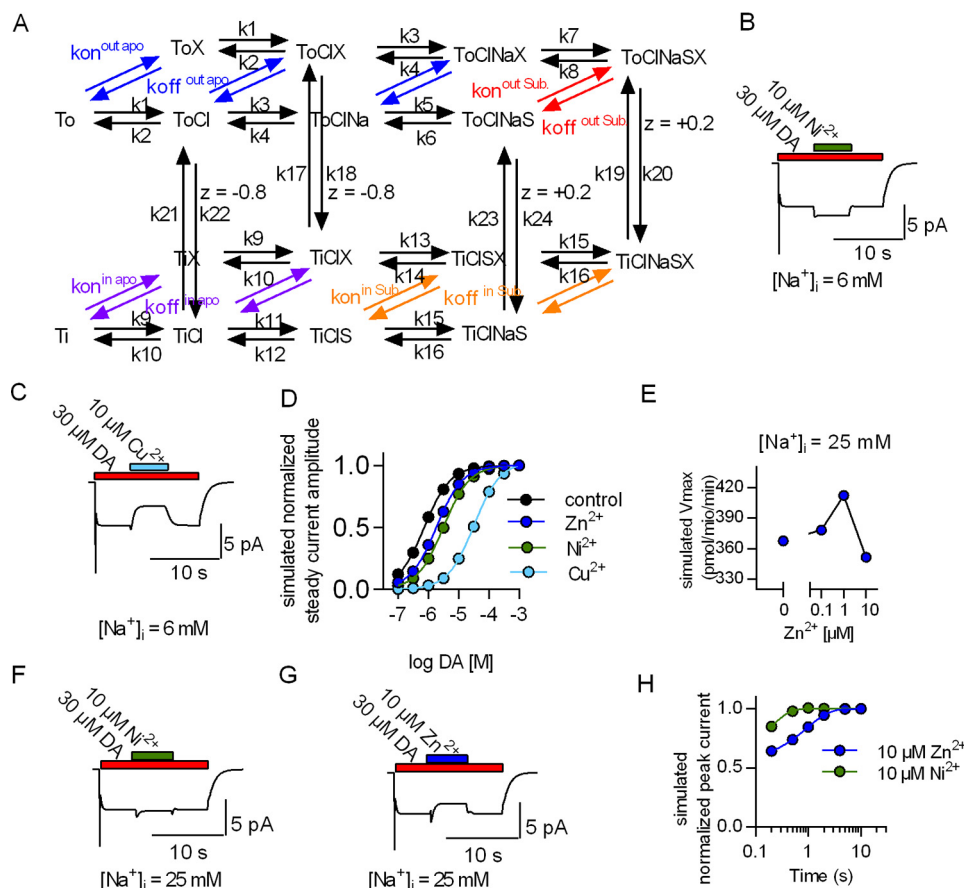 A
ToX k1 k2 ToClX k3 k4 ToClNaX k7 k8 ToClNaSX
kon out apo koff out apo kon out Sub. koff out Sub.
To k1 k2 ToCl k3 k4 ToClNa k5 k6 ToClNaS
k21 k22 z = -0.8 k17 k18 z = -0.8 k23 k24 z = +0.2 k19 k20 z = +0.2
TiX k9 k10 TiClX k13 k14 TiClSX k15 k16 TiClNaSX
kon in apo koff in apo kon in Sub. koff in Sub.
Ti k9 k10 TiCl k11 k12 TiClS k15 k16 TiClNaS
B
10 µM Ni2+
30 µM DA
5 pA
10 s
[Na+]i = 6 mM
C
10 µM Cu2+
30 µM DA
5 pA
10 s
[Na+]i = 6 mM
D
simulated normalized
steady current amplitude
1.0
0.5
0.0
-7 -6 -5 -4 -3
log DA [M]
control
Zn2+
Ni2+
Cu2+
E
[Na+]i = 25 mM
simulated Vmax
(pmol/mio/min)
420
390
360
330
0 0.1 1 10
Zn2+ [µM]
F
10 µM Ni2+
30 µM DA
5 pA
10 s
[Na+]i = 25 mM
G
10 µM Zn2+
30 µM DA
5 pA
10 s
[Na+]i = 25 mM
H
simulated
normalized peak current
1.0
0.5
0.0
0.1 1 10
Time (s)
10 µM Zn2+
10 µM Ni2+